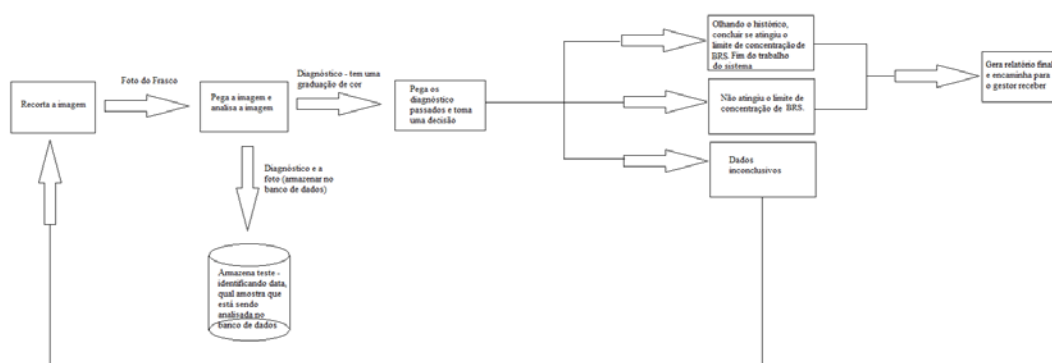 Recorta a imagem
Foto do Frasco
Pega a imagem e
analisa a imagem
Diagnóstico - tem uma
graduação de cor
Pega os
diagnóstico
passados e toma
uma decisão
Olhando o histórico,
concluir se atingiu o
limite de concentração de
BRS. Fim do trabalho
do sistema
Não atingiu o limite de
concentração de BRS.
Dados
inconclusivos
Gera relatório final
e encaminha para
o gestor receber
Diagnóstico e a
foto (armazenar no
banco de dados)
Armazena teste -
identificando data,
qual amostra que
está sendo
analisada no
banco de dados